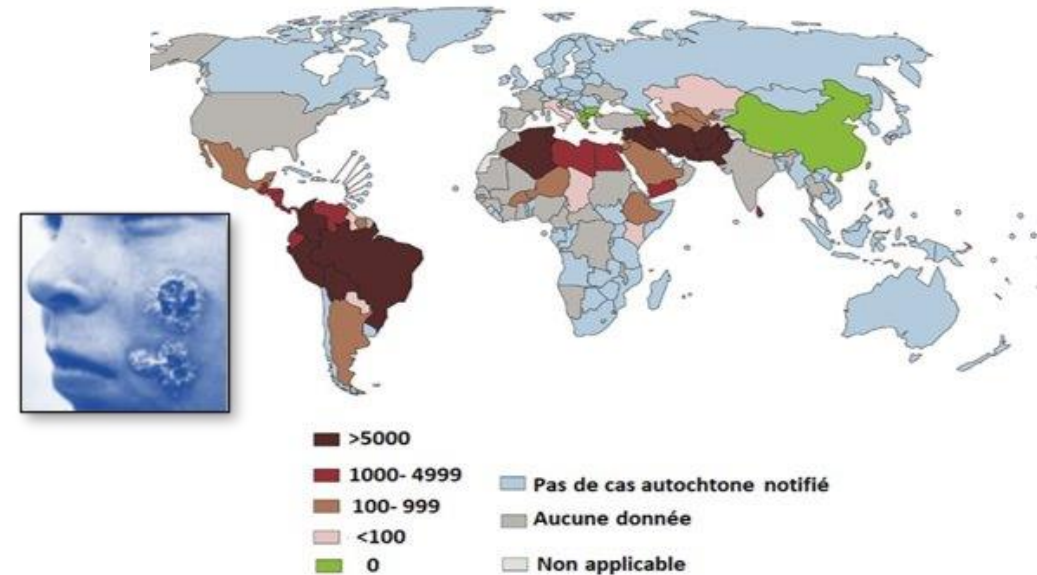 >5000
1000- 4999
100- 999
<100
0
Pas de cas autochtone notifié
Aucune donnée
Non applicable